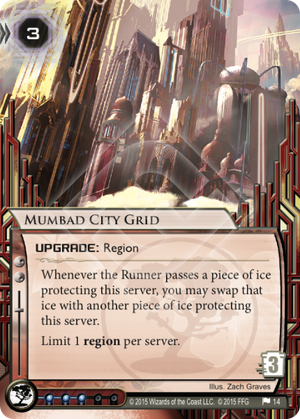 3
MUMBAD CITY GRID
UPGRADE: Region
Whenever the Runner passes a piece of ice
protecting this server, you may swap that
ice with another piece of ice protecting
this server.
Limit 1 region per server.
3
Illus. Zach Graves
© 2015 Wizards of the Coast LLC. © 2015 FFG 14